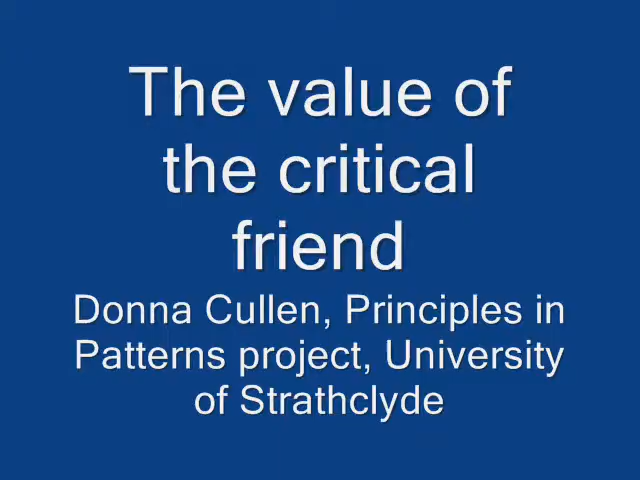 The value of
the critical
friend
Donna Cullen, Principles in
Patterns project, University
of Strathclyde